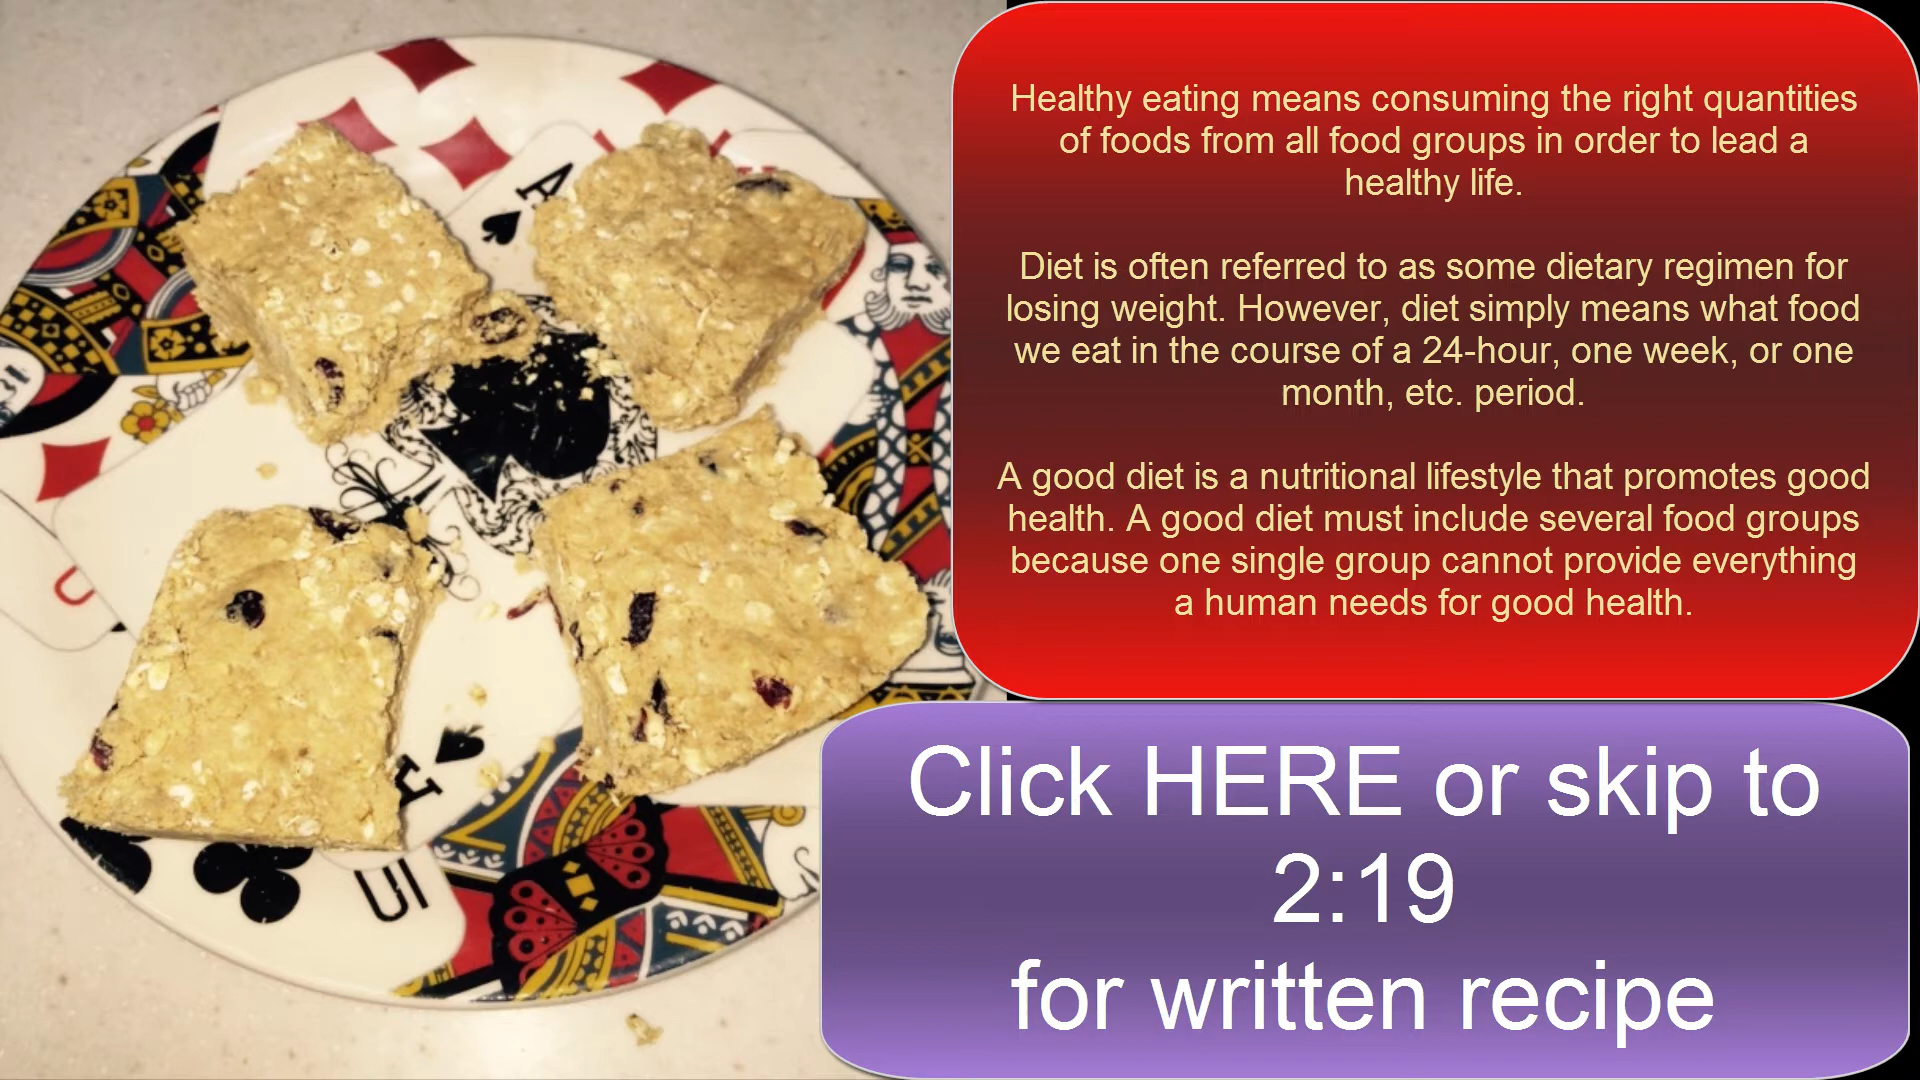 Healthy eating means consuming the right quantities
of foods from all food groups in order to lead a
healthy life.
Diet is often referred to as some dietary regimen for
losing weight. However, diet simply means what food
we eat in the course of a 24-hour, one week, or one
month, etc. period.
A good diet is a nutritional lifestyle that promotes good
health. A good diet must include several food groups
because one single group cannot provide everything
a human needs for good health.
Click HERE or skip to
2:19
for written recipe
A